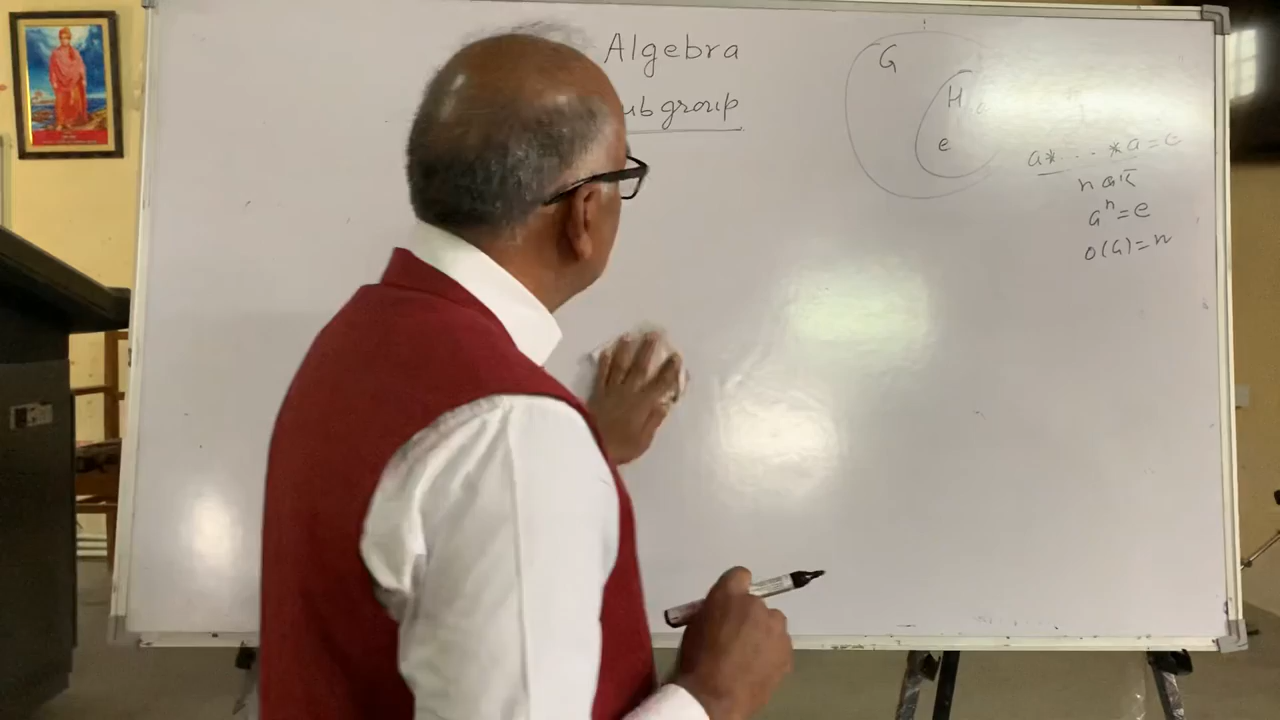 Algebra
ubgroup
G
H
e
a* . . . *a = e
a^n = e
o(G) = n